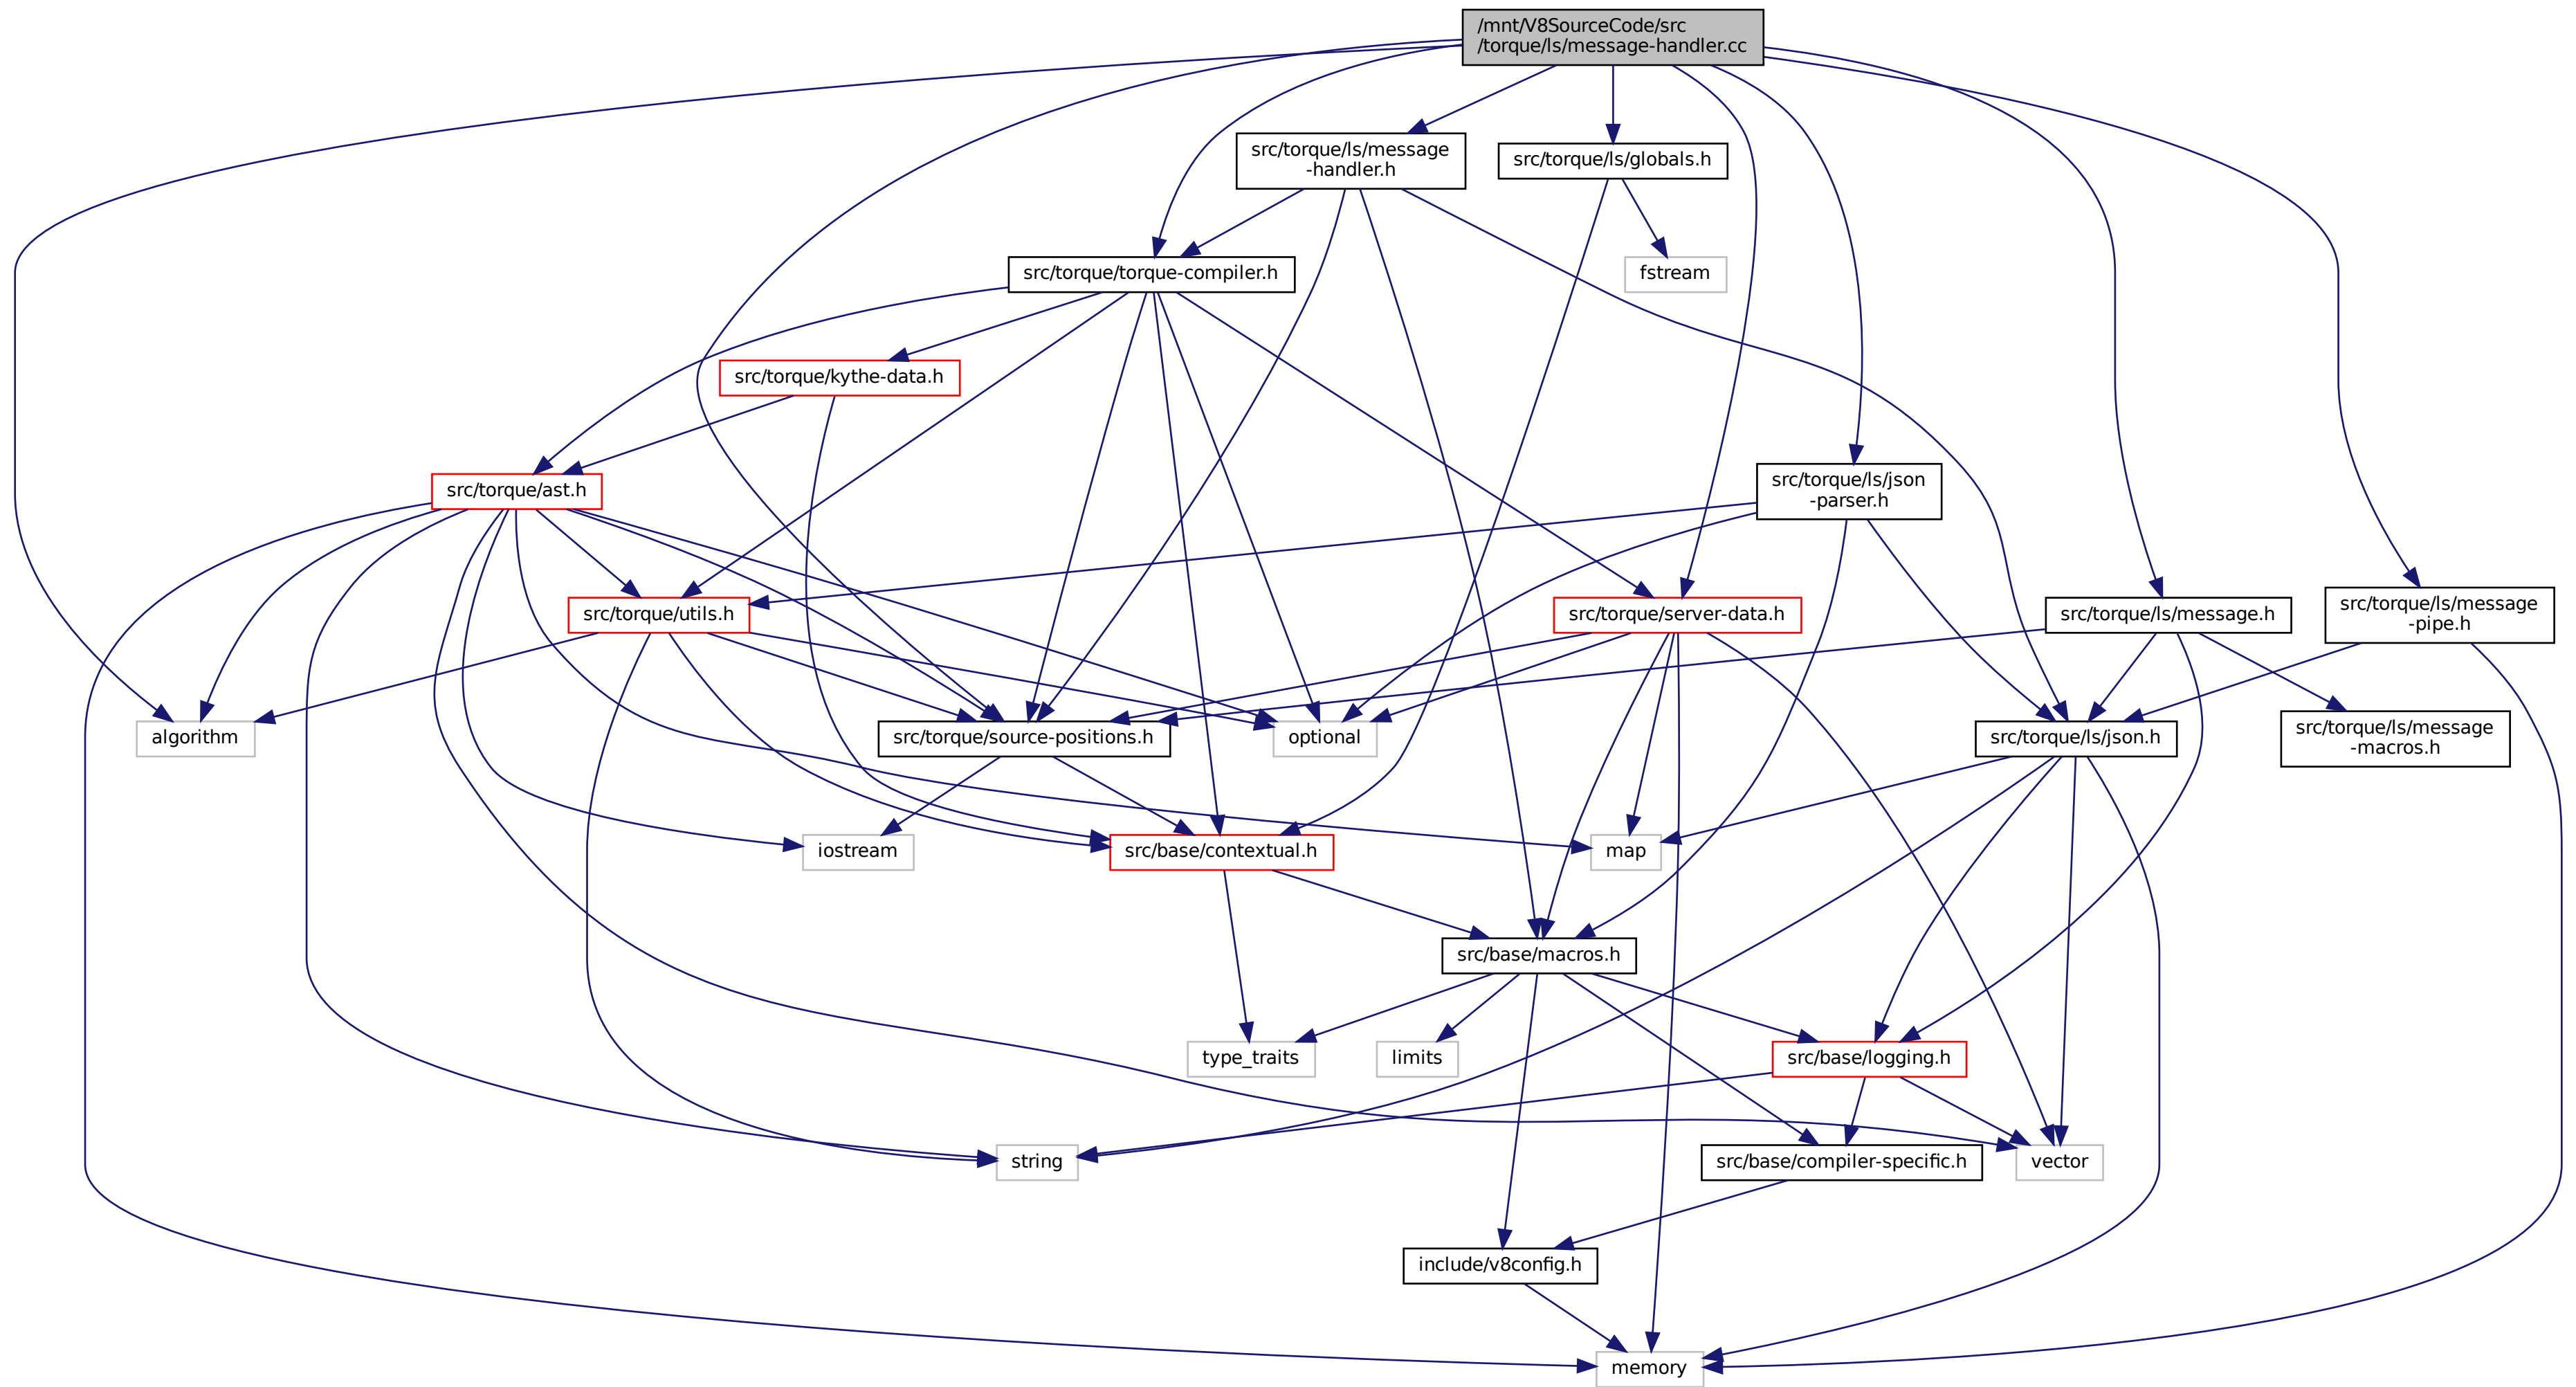 /mnt/V8SourceCode/src
/torque/ls/message-handler.cc
src/torque/ls/message
-handler.h
src/torque/ls/globals.h
src/torque/torque-compiler.h
fstream
src/torque/kythe-data.h
src/torque/ast.h
src/torque/ls/json
-parser.h
src/torque/utils.h
src/torque/server-data.h
src/torque/ls/message.h
src/torque/ls/message
-pipe.h
algorithm
src/torque/source-positions.h
optional
src/torque/ls/json.h
src/torque/ls/message
-macros.h
iostream
src/base/contextual.h
map
src/base/macros.h
type_traits
limits
src/base/logging.h
string
src/base/compiler-specific.h
vector
include/v8config.h
memory